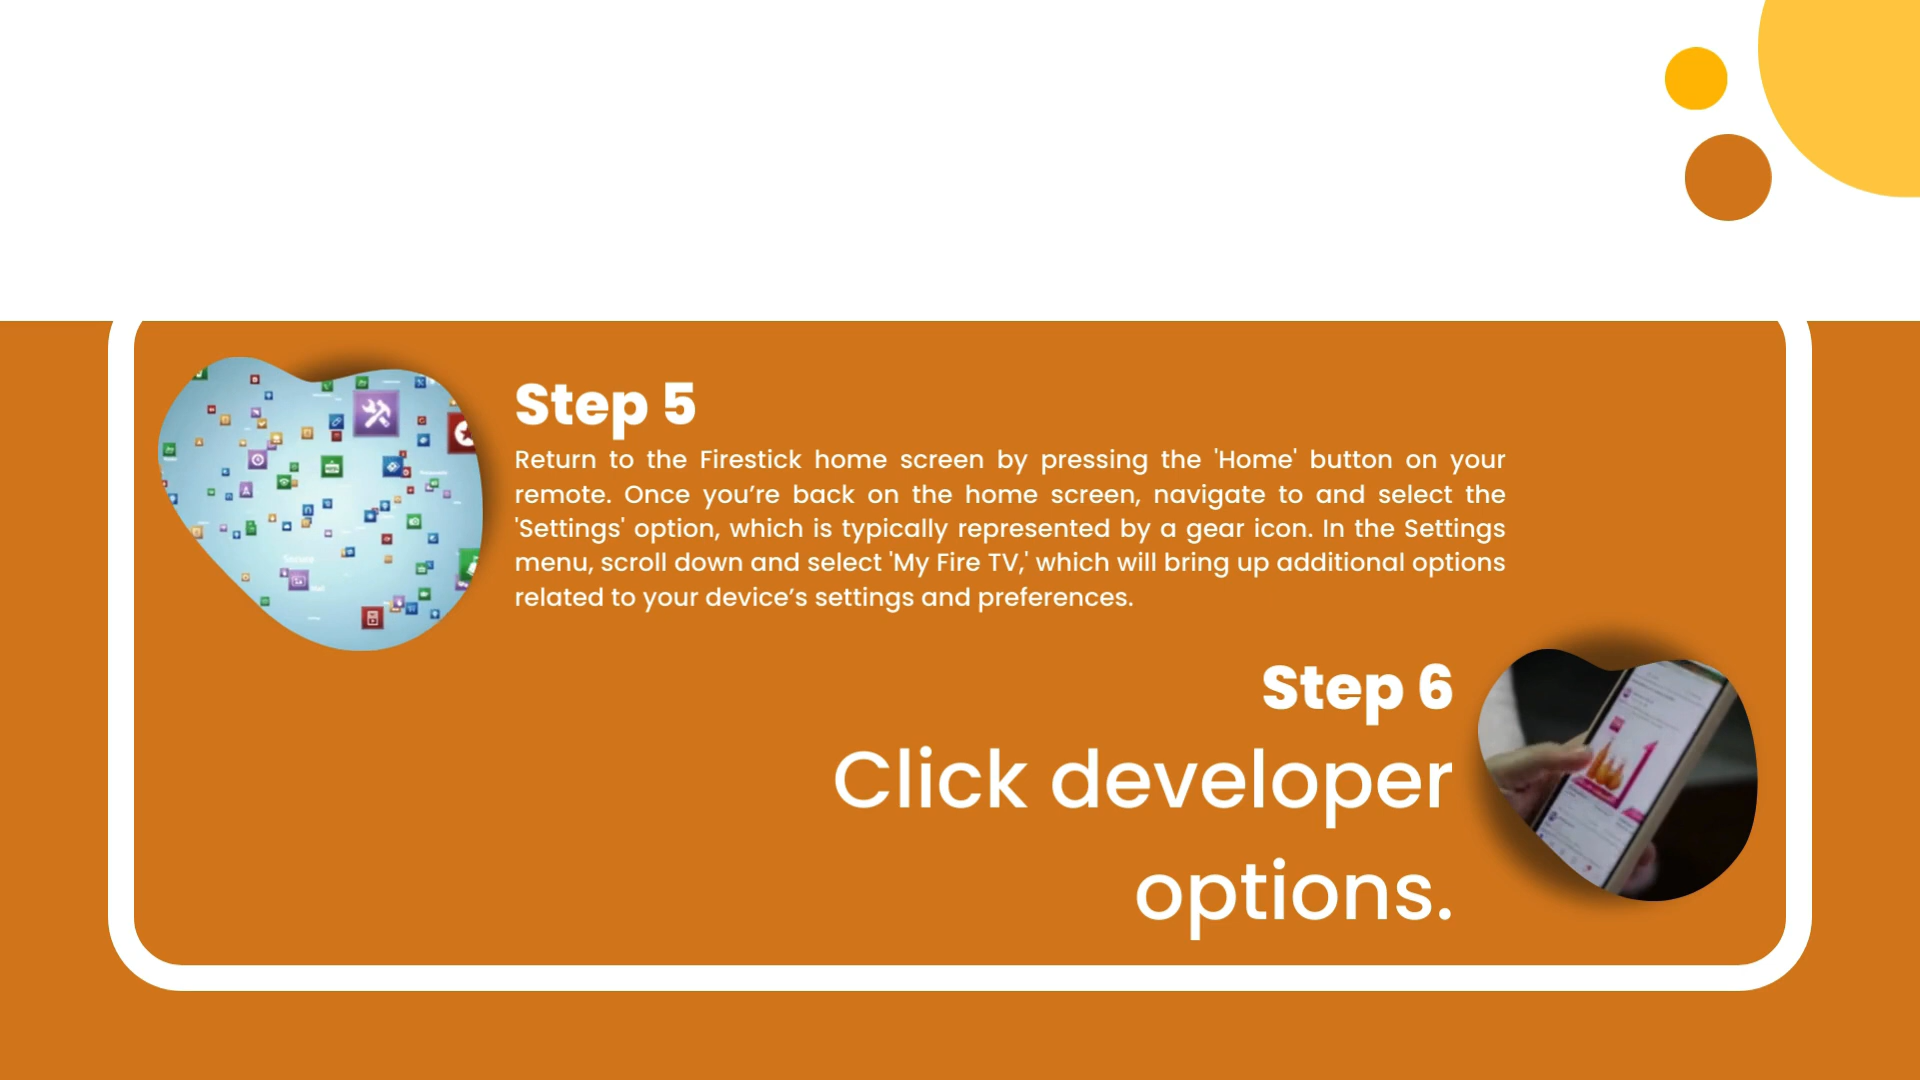 Step 5
Return to the Firestick home screen by pressing the 'Home' button on your
remote. Once you’re back on the home screen, navigate to and select the
'Settings' option, which is typically represented by a gear icon. In the Settings
menu, scroll down and select 'My Fire TV,' which will bring up additional options
related to your device’s settings and preferences.
Step 6
Click developer
options.